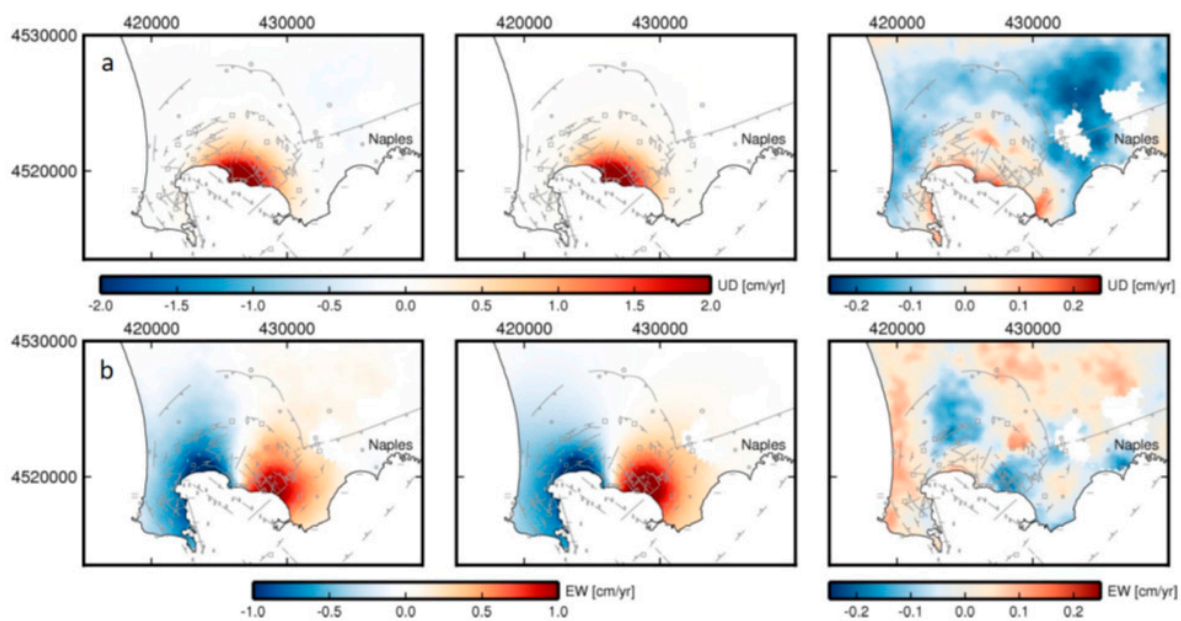 420000 430000 420000 430000 420000 430000
4530000
a
Naples Naples Naples
4520000
-2.0 -1.5 -1.0 -0.5 0.0 0.5 1.0 1.5 2.0 UD [cm/yr] -0.2 -0.1 0.0 0.1 0.2 UD [cm/yr]
420000 430000 420000 430000 420000 430000
4530000
b
Naples Naples Naples
4520000
-1.0 -0.5 0.0 0.5 1.0 EW [cm/yr] -0.2 -0.1 0.0 0.1 0.2 EW [cm/yr]